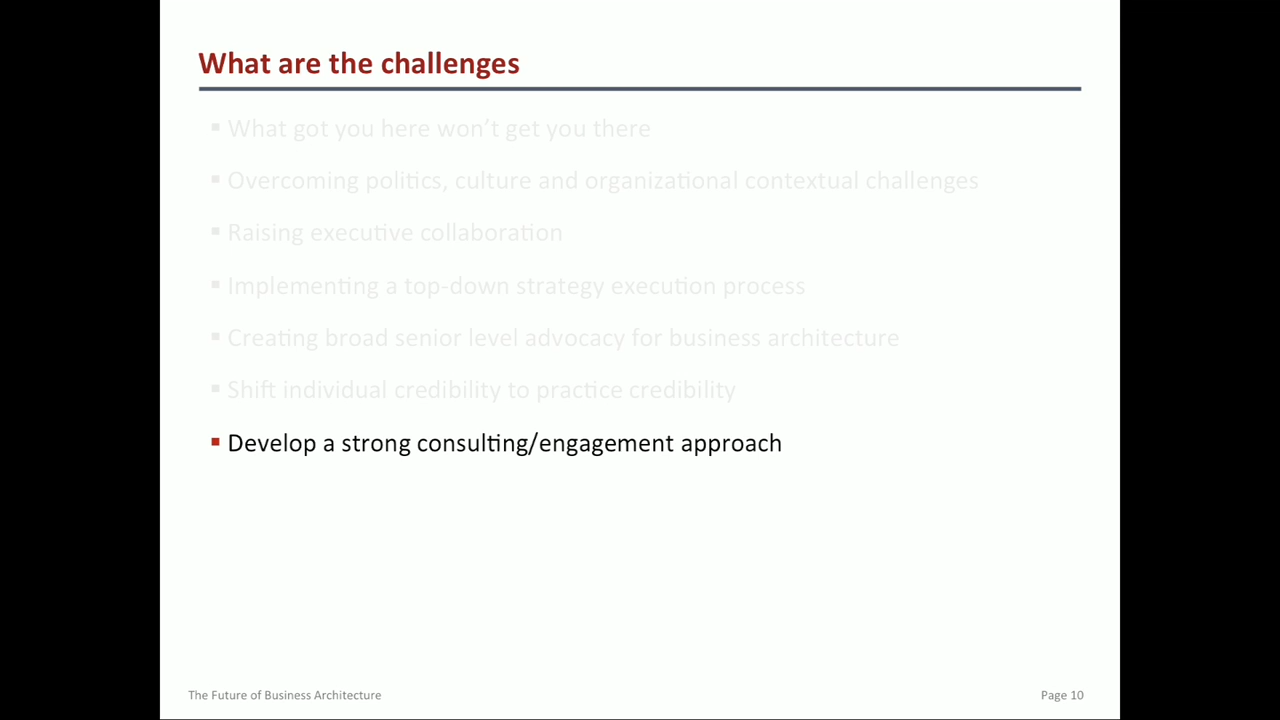 What are the challenges
▪ What got you here won't get you there
▪ Overcoming politics, culture and organizational contextual challenges
▪ Raising executive collaboration
▪ Implementing a top-down strategy execution process
▪ Creating broad senior level advocacy for business architecture
▪ Shift individual credibility to practice credibility
▪ Develop a strong consulting/engagement approach
The Future of Business Architecture
Page 10